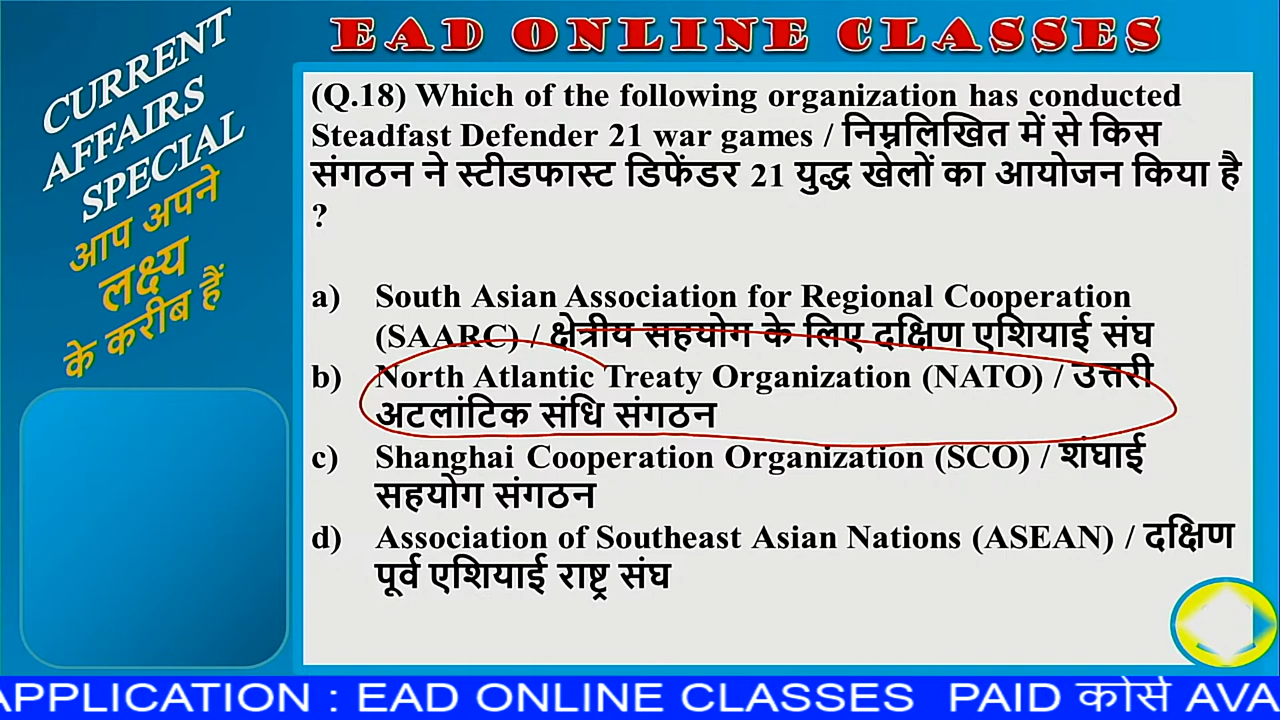 EAD ONLINE CLASSES
CURRENT
AFFAIRS
SPECIAL
आप अपने
लक्ष्य
के करीब हैं
(Q.18) Which of the following organization has conducted
Steadfast Defender 21 war games / निम्नलिखित में से किस
संगठन ने स्टीडफास्ट डिफेंडर 21 युद्ध खेलों का आयोजन किया है
?
a) South Asian Association for Regional Cooperation
(SAARC) / क्षेत्रीय सहयोग के लिए दक्षिण एशियाई संघ
b) North Atlantic Treaty Organization (NATO) / उत्तरी
अटलांटिक संधि संगठन
c) Shanghai Cooperation Organization (SCO) / शंघाई
सहयोग संगठन
d) Association of Southeast Asian Nations (ASEAN) / दक्षिण
पूर्व एशियाई राष्ट्र संघ
APPLICATION : EAD ONLINE CLASSES PAID कोर्स AVA